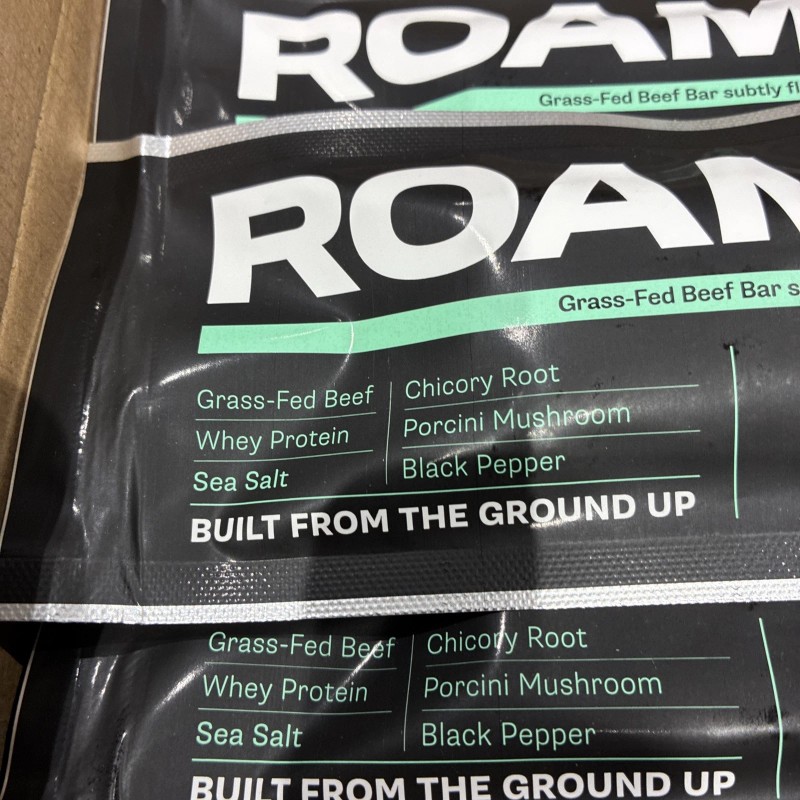 ROAM
Grass-Fed Beef Bar subtly
ROAM
Grass-Fed Beef Bar
Grass-Fed Beef
Whey Protein
Sea Salt
Chicory Root
Porcini Mushroom
Black Pepper
BUILT FROM THE GROUND UP
Grass-Fed Beef
Whey Protein
Sea Salt
Chicory Root
Porcini Mushroom
Black Pepper
BUILT FROM THE GROUND UP